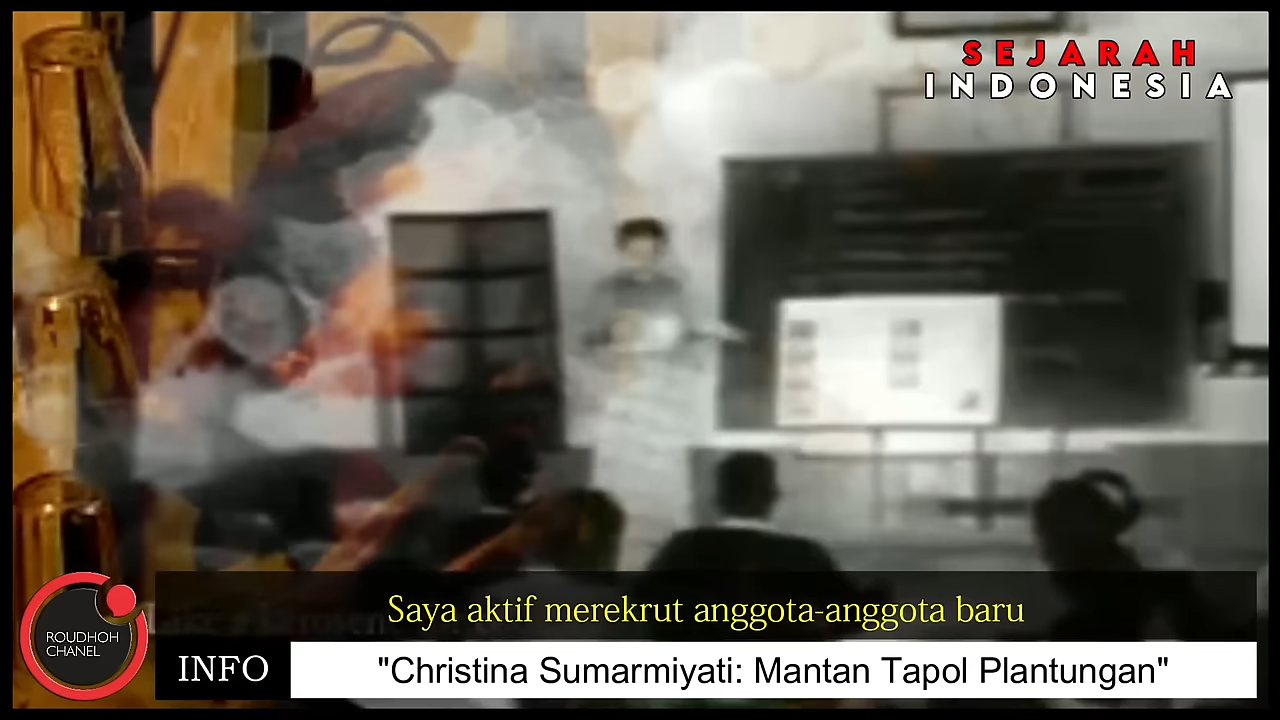 SEJARAH
INDONESIA
Saya aktif merekrut anggota-anggota baru
ROUDHOH
CHANEL
INFO
"Christina Sumarmiyati: Mantan Tapol Plantungan"